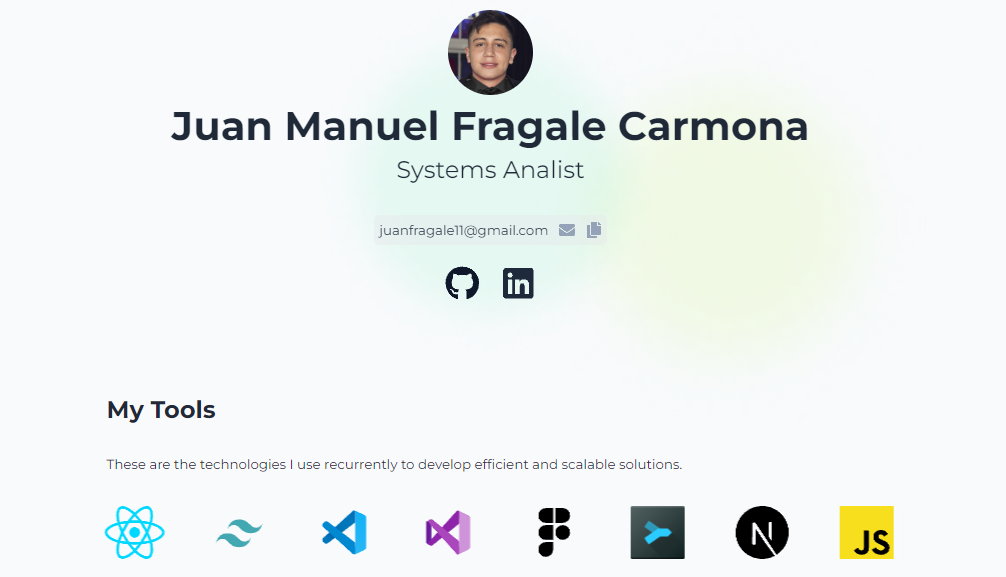 Juan Manuel Fragale Carmona
Systems Analist
juanfragale11@gmail.com
in
My Tools
These are the technologies I use recurrently to develop efficient and scalable solutions.
N
JS